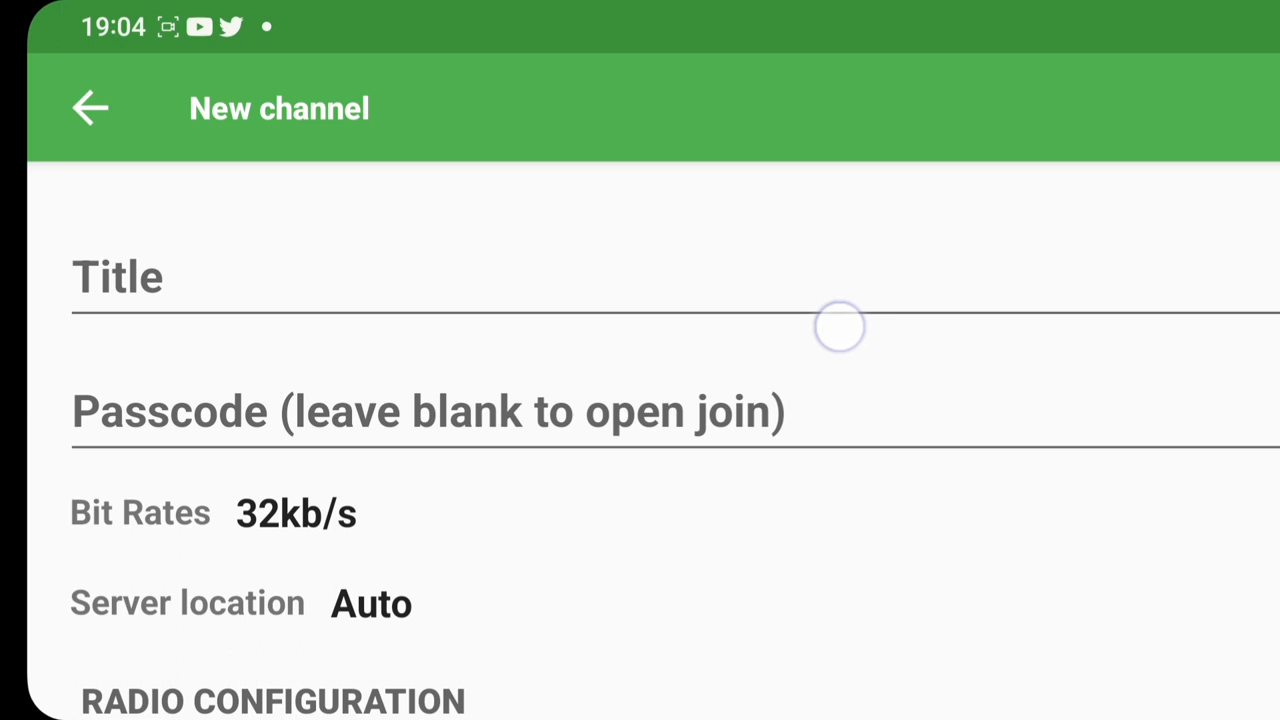 19:04
New channel
Title
Passcode (leave blank to open join)
Bit Rates 32kb/s
Server location Auto
RADIO CONFIGURATION